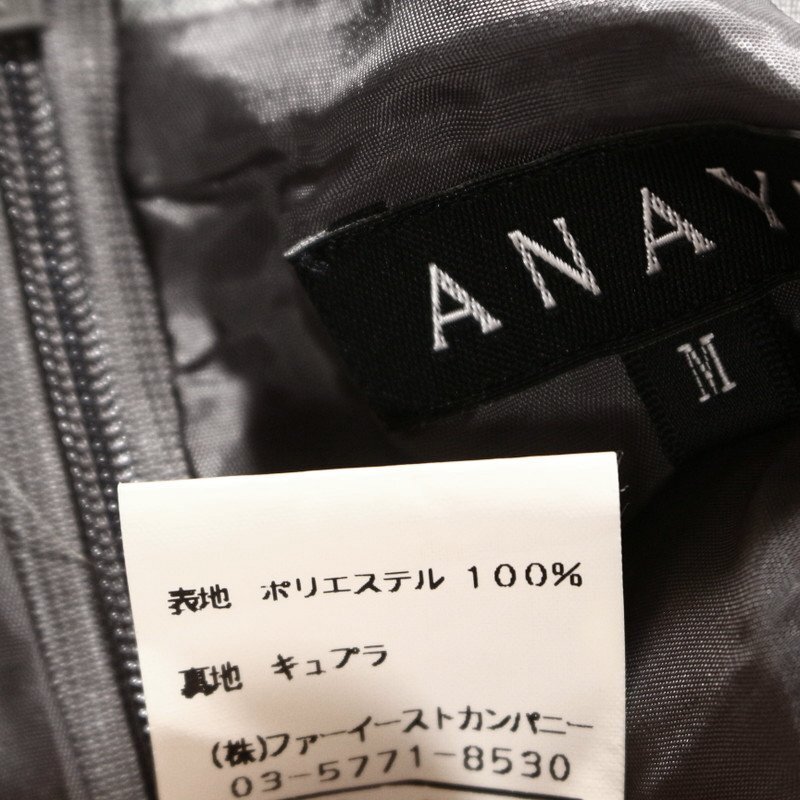 ANAY
M
表地 ポリエステル 100%
裏地 キュプラ
(株)ファーイーストカンパニー
03-5771-8530